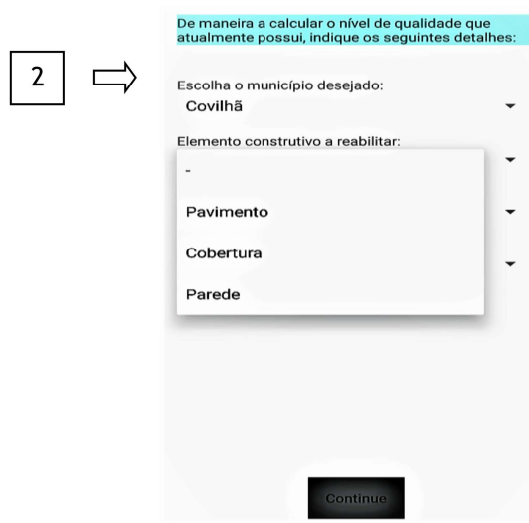 De maneira a calcular o nível de qualidade que
atualmente possui, indique os seguintes detalhes:
2
Escolha o município desejado:
Covilhã
Elemento construtivo a reabilitar:
-
Pavimento
Cobertura
Parede
Continue